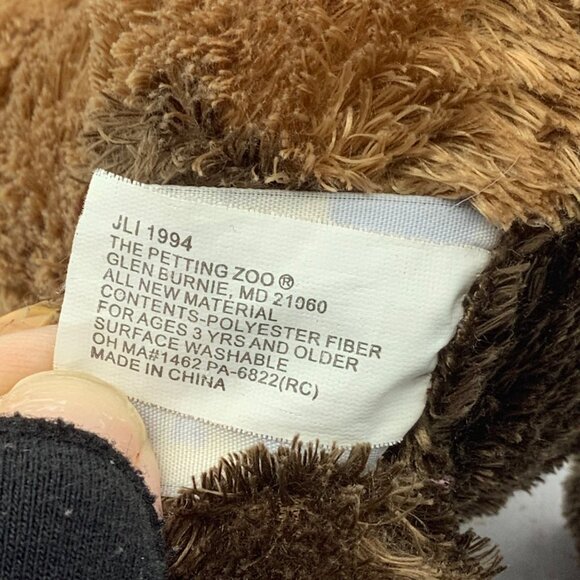 JLI 1994
THE PETTING ZOO®
GLEN BURNIE, MD 21060
ALL NEW MATERIAL
CONTENTS-POLYESTER FIBER
FOR AGES 3 YRS AND OLDER
SURFACE WASHABLE
OH MA#1462 PA-6822(RC)
MADE IN CHINA